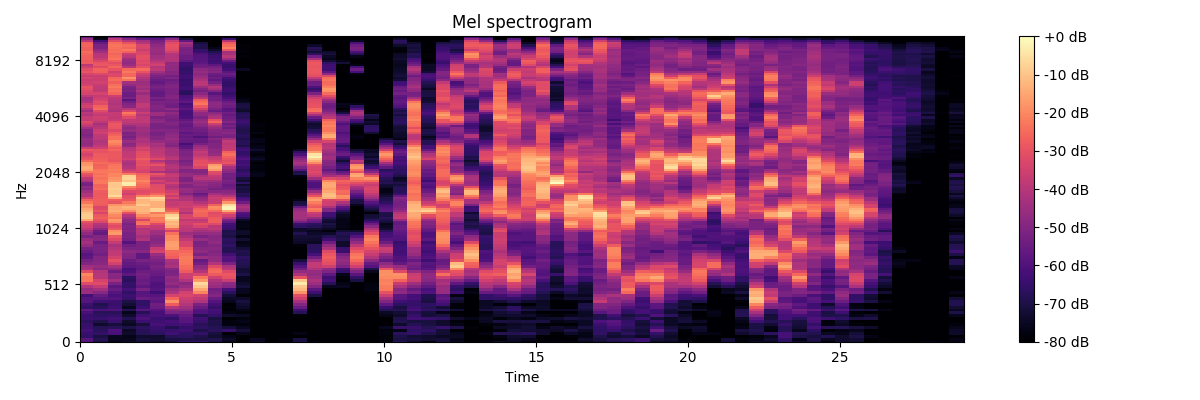 Mel spectrogram
Hz
8192
4096
2048
1024
512
0
0 5 10 15 20 25
Time
+0 dB
-10 dB
-20 dB
-30 dB
-40 dB
-50 dB
-60 dB
-70 dB
-80 dB